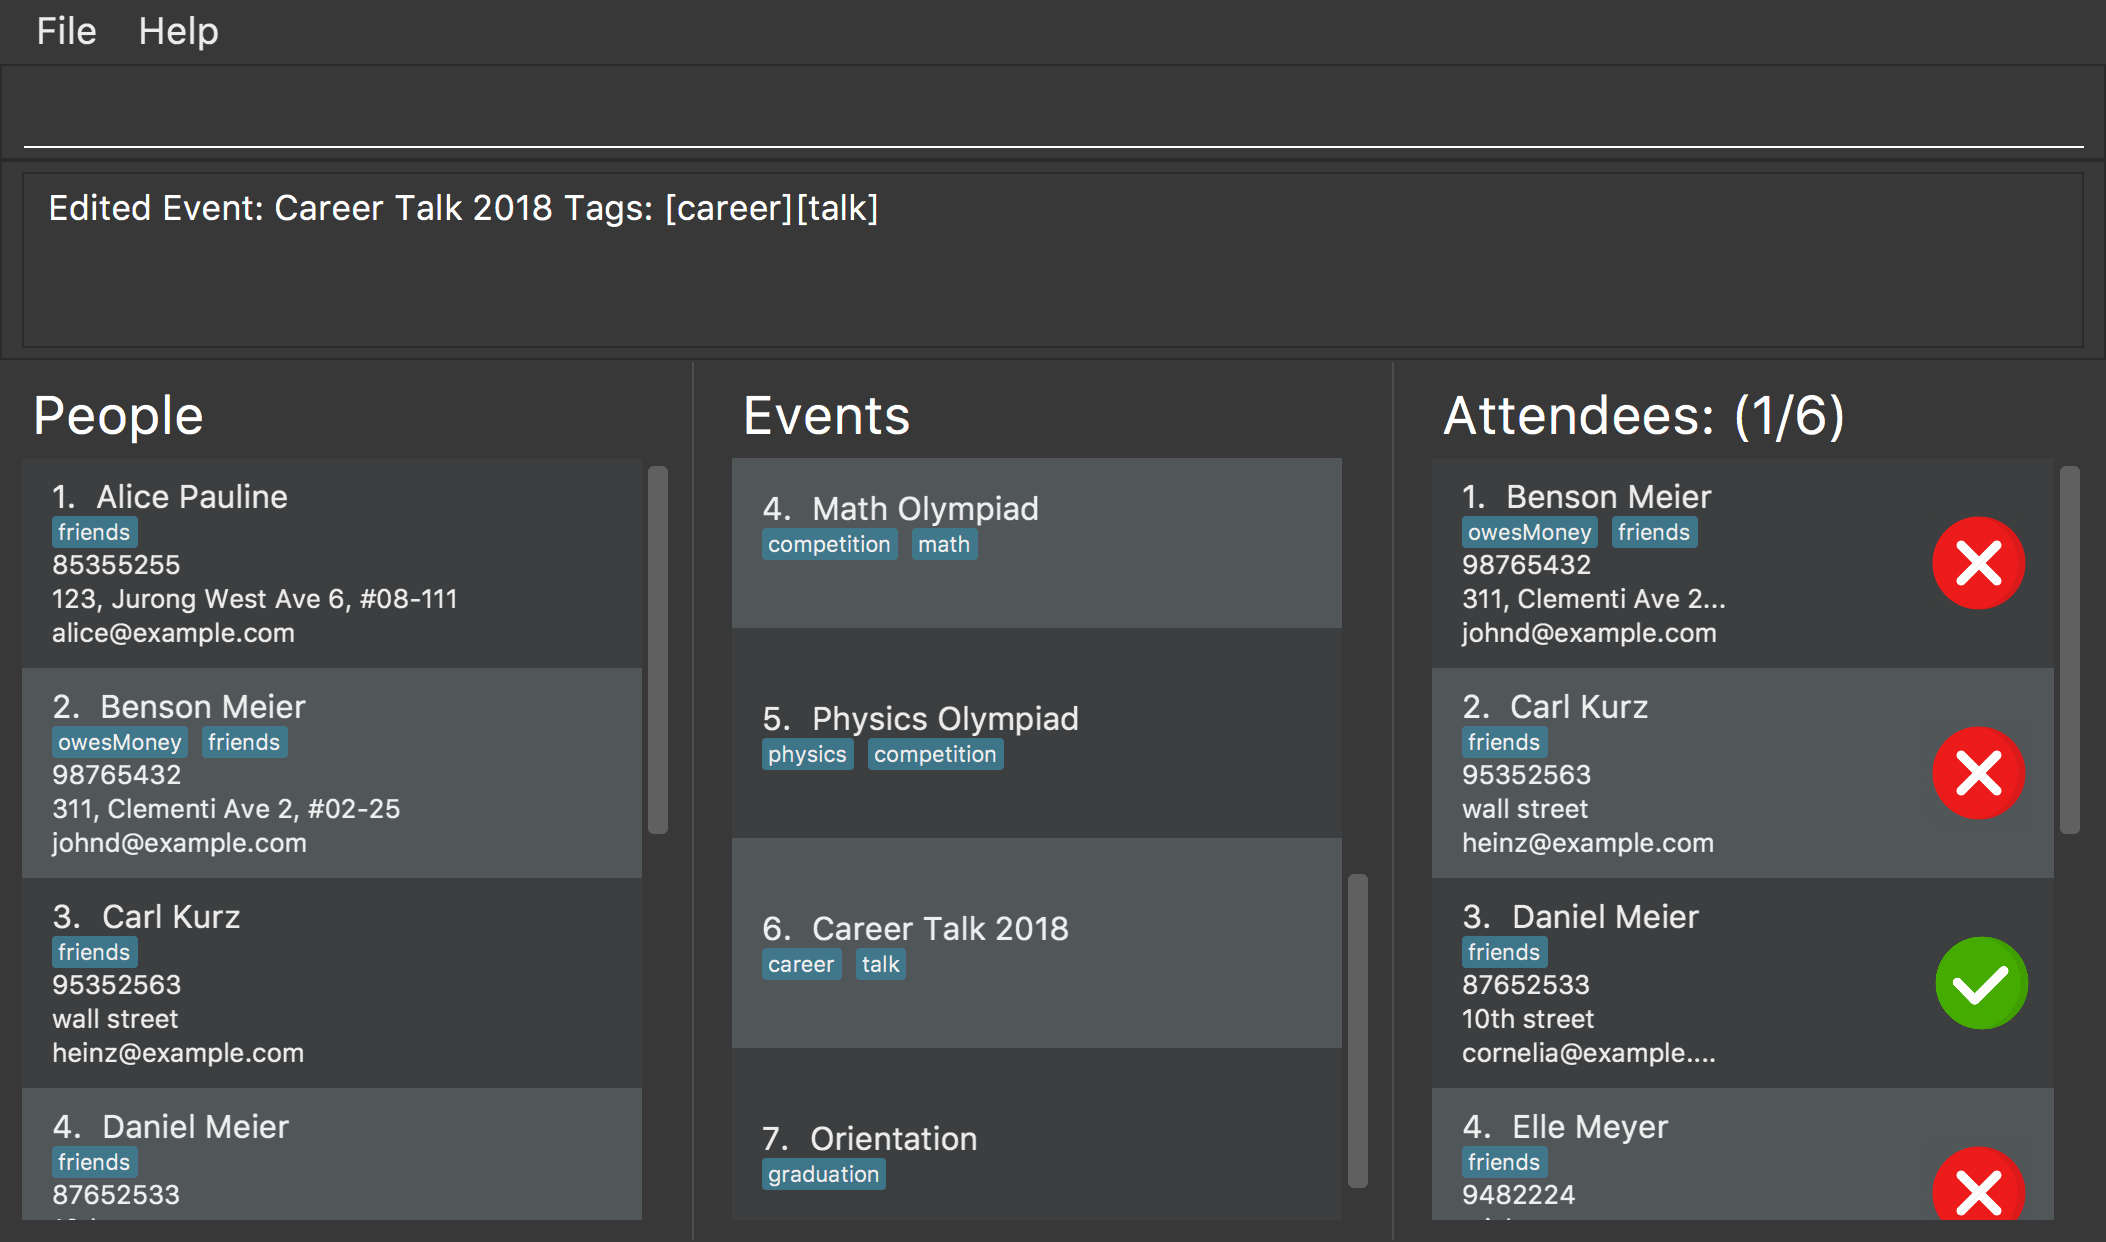 File Help
Edited Event: Career Talk 2018 Tags: [career][talk]
People
1. Alice Pauline
friends
85355255
123, Jurong West Ave 6, #08-111
alice@example.com
2. Benson Meier
owesMoney friends
98765432
311, Clementi Ave 2, #02-25
johnd@example.com
3. Carl Kurz
friends
95352563
wall street
heinz@example.com
4. Daniel Meier
friends
87652533
Events
4. Math Olympiad
competition math
5. Physics Olympiad
physics competition
6. Career Talk 2018
career talk
7. Orientation
graduation
Attendees: (1/6)
1. Benson Meier
owesMoney friends
98765432
311, Clementi Ave 2...
johnd@example.com
2. Carl Kurz
friends
95352563
wall street
heinz@example.com
3. Daniel Meier
friends
87652533
10th street
cornelia@example....
4. Elle Meyer
friends
9482224